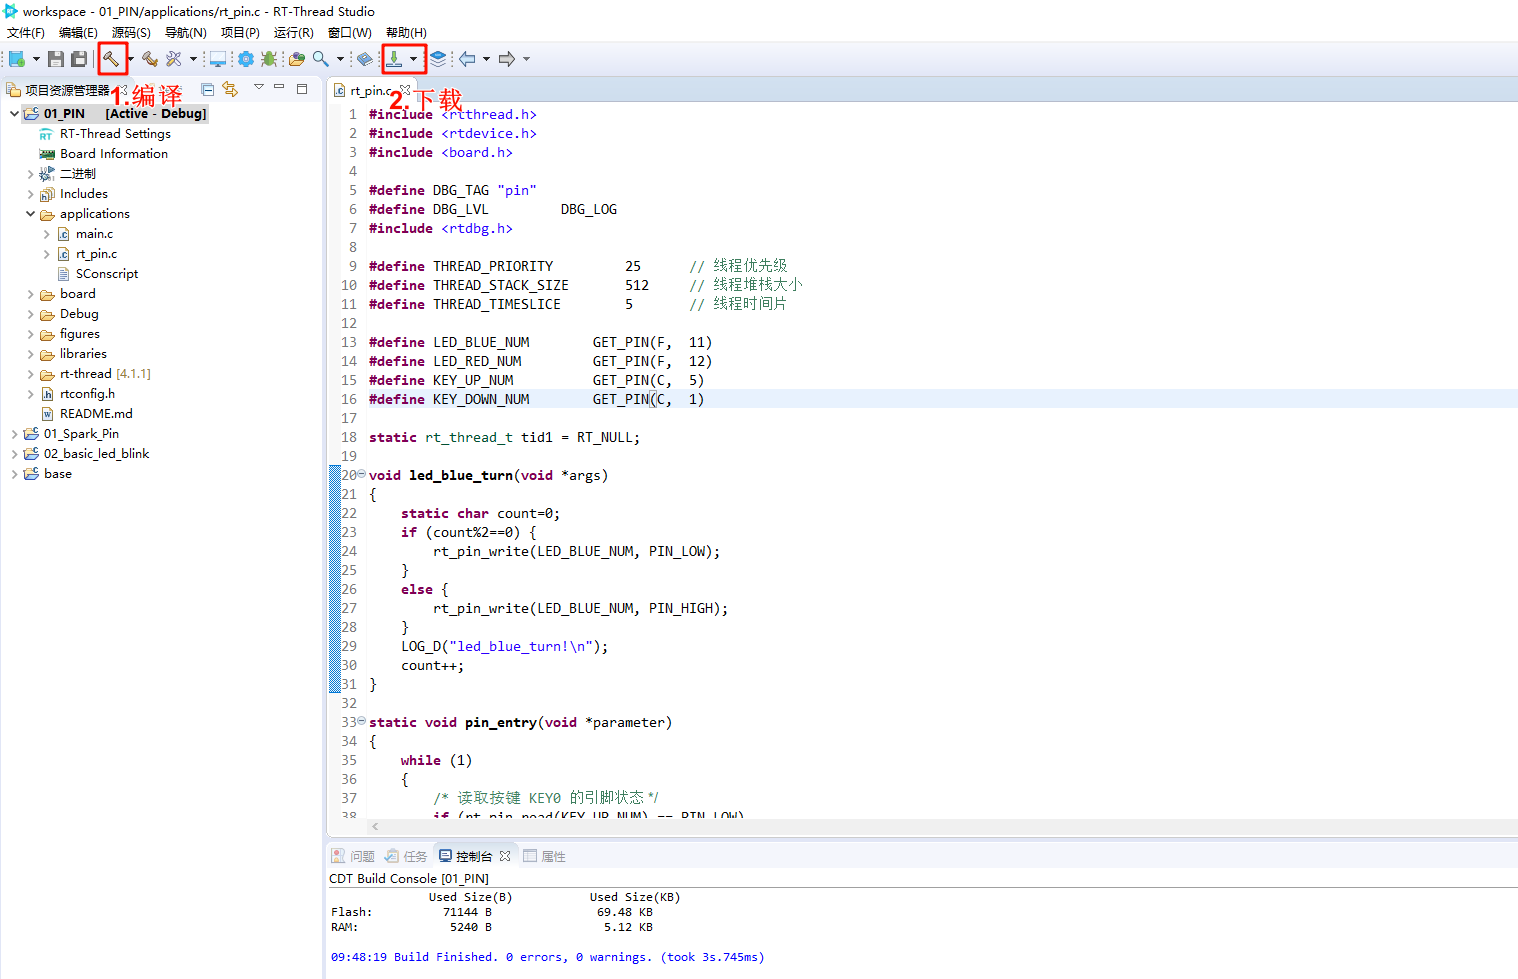 workspace - 01_PIN/applications/rt_pin.c - RT-Thread Studio
文件(F) 编辑(E) 源码(S) 导航(N) 项目(P) 运行(R) 窗口(W) 帮助(H)
项目资源管理器
1.编译
2.下载
01_PIN [Active - Debug]
RT-Thread Settings
Board Information
二进制
Includes
applications
main.c
rt_pin.c
SConscript
board
Debug
figures
libraries
rt-thread [4.1.1]
rtconfig.h
README.md
01_Spark_Pin
02_basic_led_blink
base
rt_pin.c
1 #include <rtthread.h>
2 #include <rtdevice.h>
3 #include <board.h>
4
5 #define DBG_TAG "pin"
6 #define DBG_LVL DBG_LOG
7 #include <rtdbg.h>
8
9 #define THREAD_PRIORITY 25 // 线程优先级
10 #define THREAD_STACK_SIZE 512 // 线程堆栈大小
11 #define THREAD_TIMESLICE 5 // 线程时间片
12
13 #define LED_BLUE_NUM GET_PIN(F, 11)
14 #define LED_RED_NUM GET_PIN(F, 12)
15 #define KEY_UP_NUM GET_PIN(C, 5)
16 #define KEY_DOWN_NUM GET_PIN(C, 1)
17
18 static rt_thread_t tid1 = RT_NULL;
19
20 void led_blue_turn(void *args)
21 {
22 static char count=0;
23 if (count%2==0) {
24 rt_pin_write(LED_BLUE_NUM, PIN_LOW);
25 }
26 else {
27 rt_pin_write(LED_BLUE_NUM, PIN_HIGH);
28 }
29 LOG_D("led_blue_turn!\n");
30 count++;
31 }
32
33 static void pin_entry(void *parameter)
34 {
35 while (1)
36 {
37 /* 读取按键 KEY0 的引脚状态 */
38 if (rt_pin_read(KEY_UP_NUM) == PIN_LOW)
问题 任务 控制台 属性
CDT Build Console [01_PIN]
Used Size(B) Used Size(KB)
Flash: 71144 B 69.48 KB
RAM: 5240 B 5.12 KB
09:48:19 Build Finished. 0 errors, 0 warnings. (took 3s.745ms)